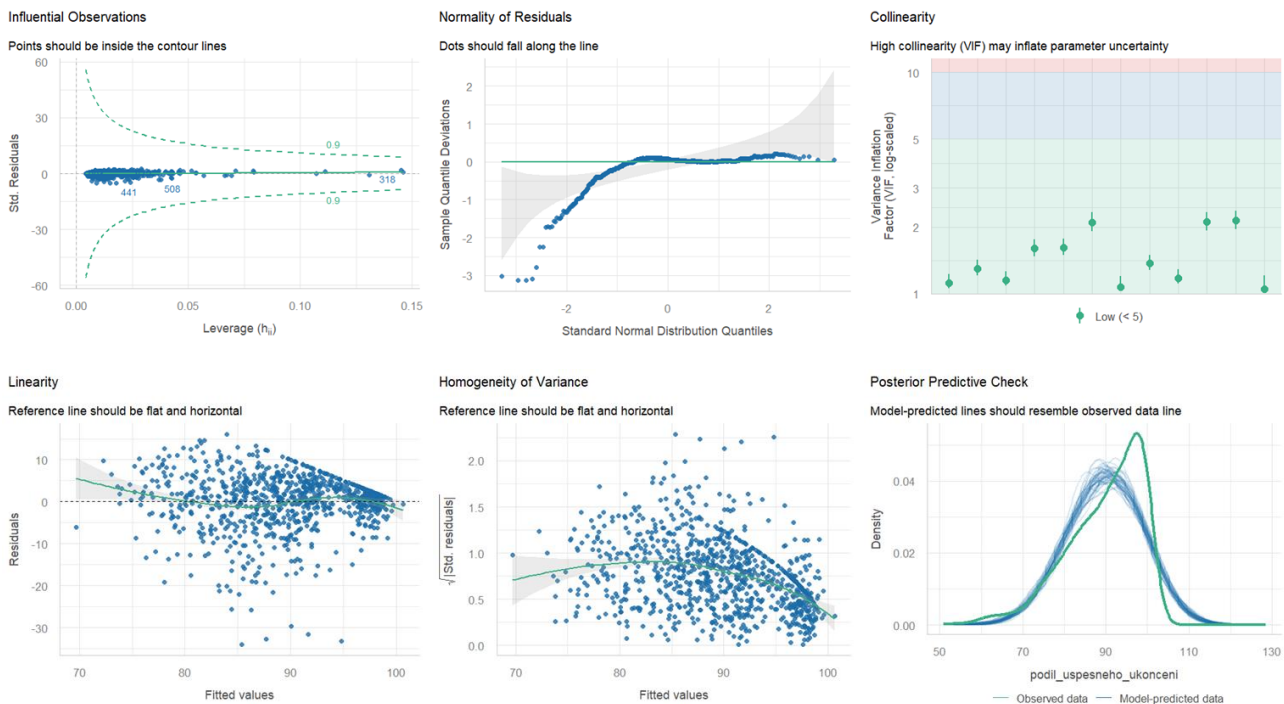 Influential Observations
Points should be inside the contour lines
60
30
0
-30
-60
Std. Residuals
0.9
0.9
441
508
318
0.00
0.05
0.10
0.15
Leverage (hii)
Normality of Residuals
Dots should fall along the line
2
1
0
-1
-2
-3
Sample Quantile Deviations
-2
0
2
Standard Normal Distribution Quantiles
Collinearity
High collinearity (VIF) may inflate parameter uncertainty
10
5
3
2
1
Variance Inflation
Factor (VIF, log-scaled)
Low (< 5)
Linearity
Reference line should be flat and horizontal
10
0
-10
-20
-30
Residuals
70
80
90
100
Fitted values
Homogeneity of Variance
Reference line should be flat and horizontal
2.0
1.5
1.0
0.5
0.0
√|Std. residuals|
70
80
90
100
Fitted values
Posterior Predictive Check
Model-predicted lines should resemble observed data line
0.04
0.02
0.00
Density
50
70
90
110
130
podil_uspesneho_ukonceni
Observed data
Model-predicted data